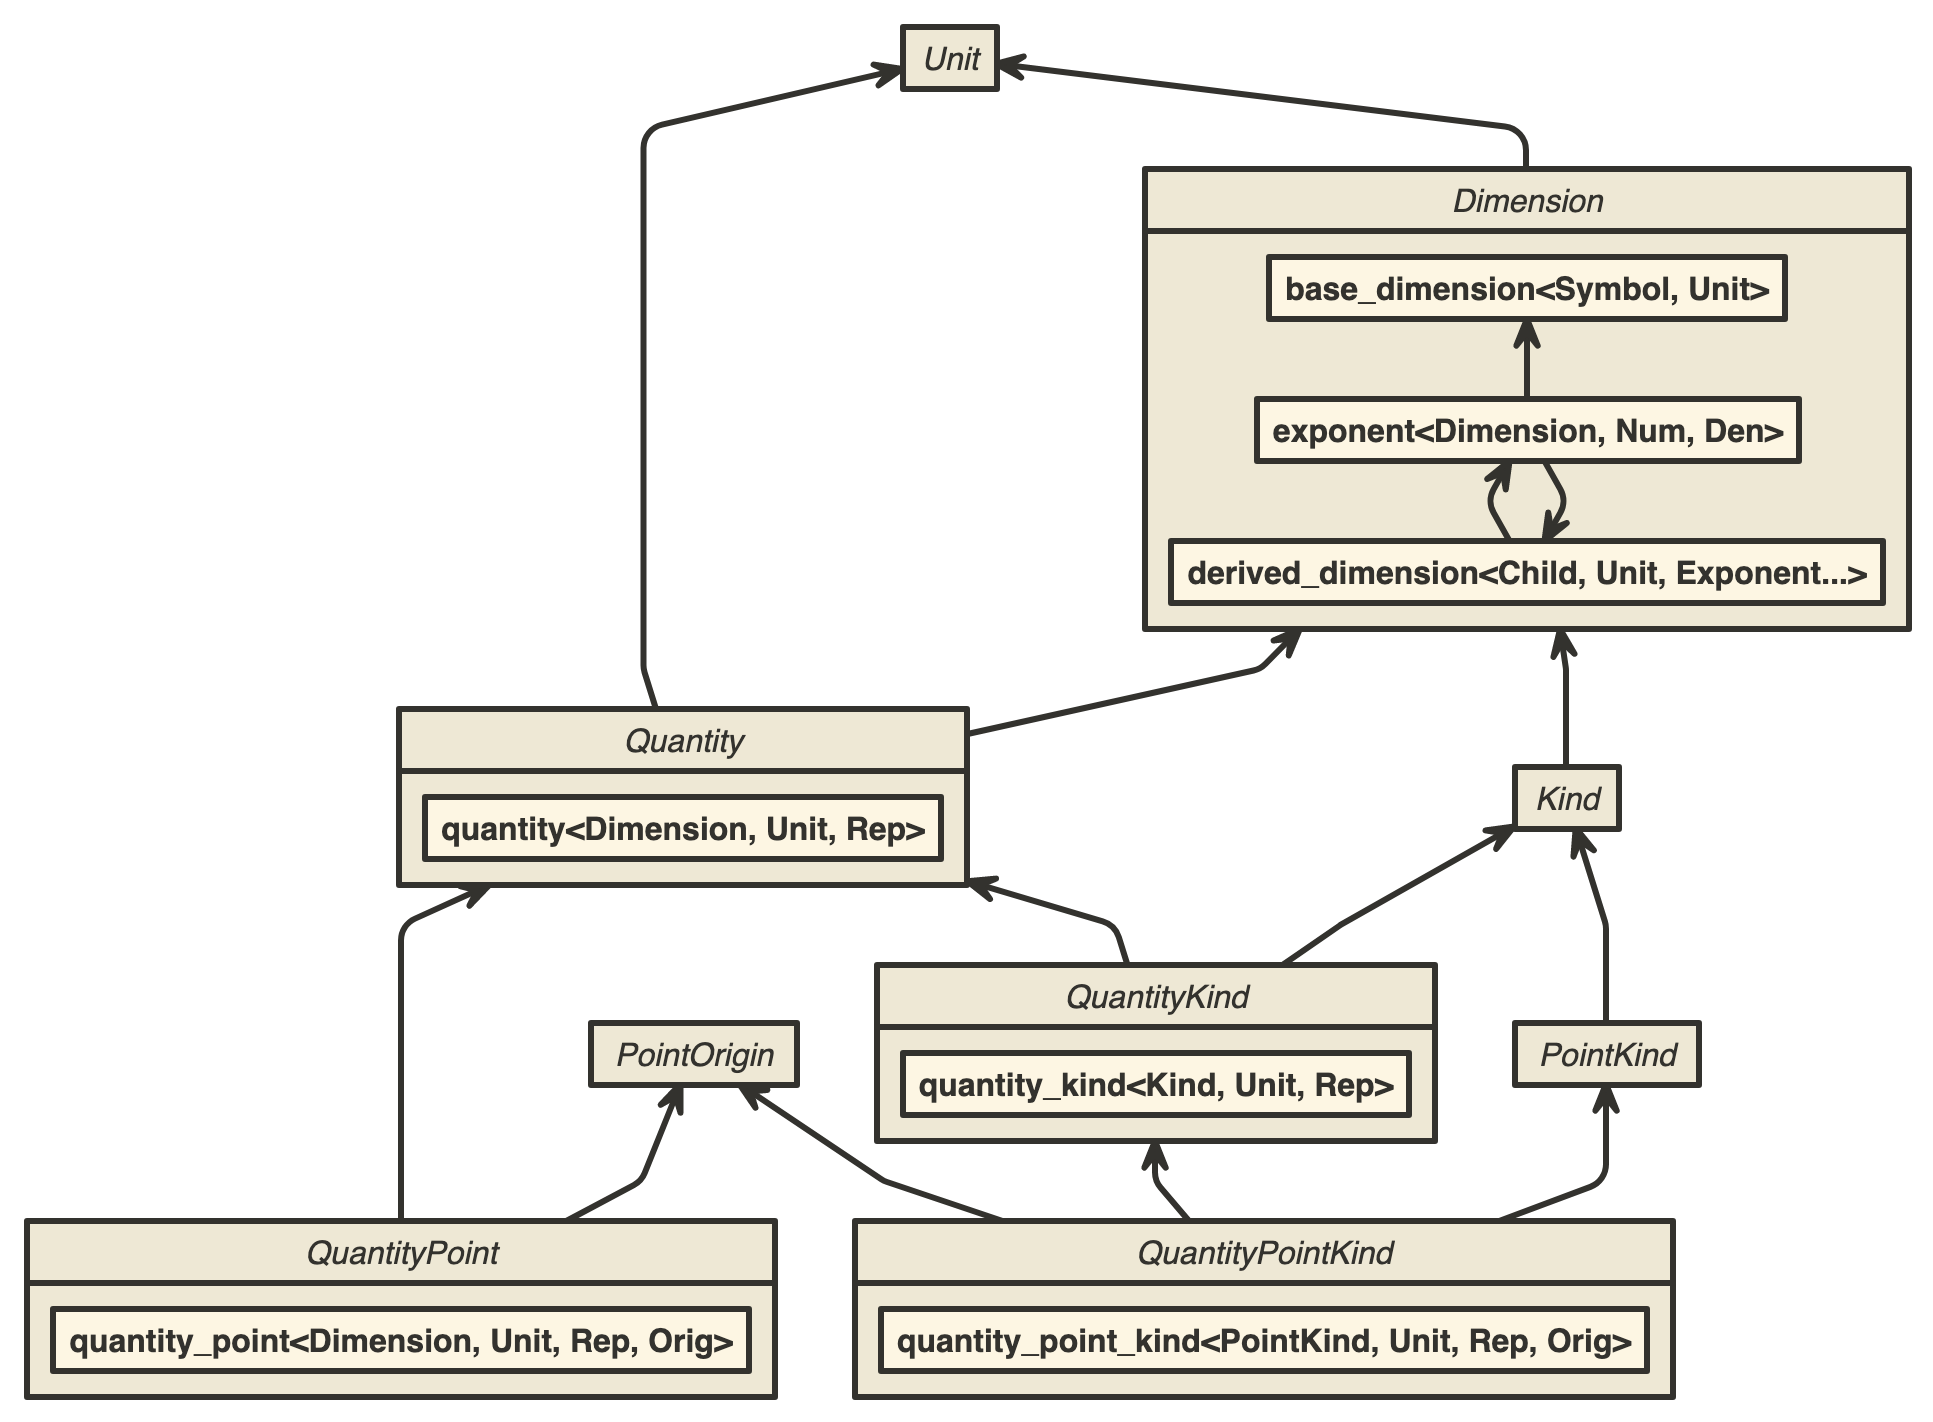 Unit
Dimension
base_dimension<Symbol, Unit>
exponent<Dimension, Num, Den>
derived_dimension<Child, Unit, Exponent...>
Quantity
quantity<Dimension, Unit, Rep>
Kind
QuantityKind
quantity_kind<Kind, Unit, Rep>
PointOrigin
PointKind
QuantityPoint
quantity_point<Dimension, Unit, Rep, Orig>
QuantityPointKind
quantity_point_kind<PointKind, Unit, Rep, Orig>